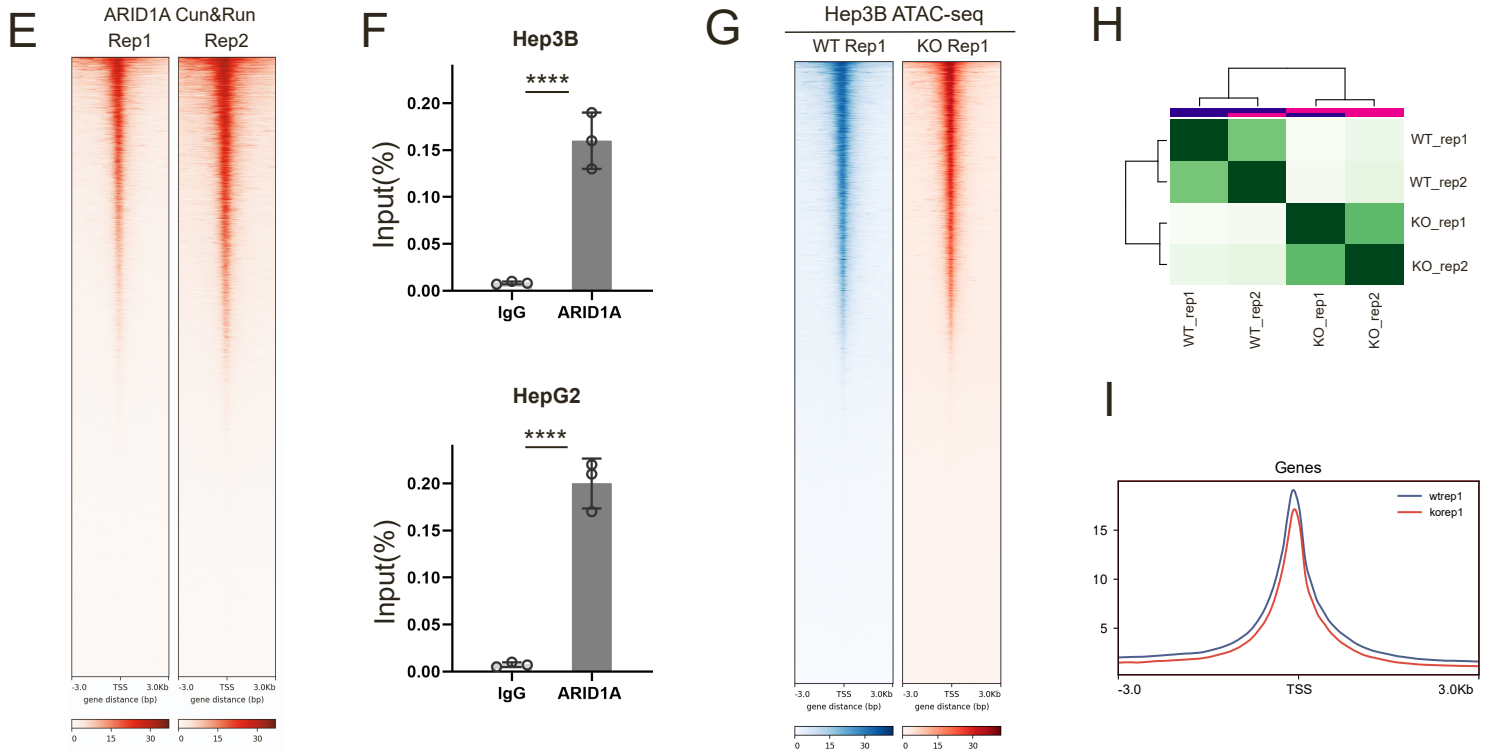 E
ARID1A Cun&Run
Rep1 Rep2
-3.0 TSS 3.0Kb
gene distance (bp)
0 15 30
-3.0 TSS 3.0Kb
gene distance (bp)
0 15 30
F
Hep3B
****
Input(%)
0.20
0.15
0.10
0.05
0.00
IgG ARID1A
HepG2
****
Input(%)
0.20
0.15
0.10
0.05
0.00
IgG ARID1A
G
Hep3B ATAC-seq
WT Rep1 KO Rep1
-3.0 TSS 3.0Kb
gene distance (bp)
0 15 30
-3.0 TSS 3.0Kb
gene distance (bp)
0 15 30
H
WT_rep1
WT_rep2
KO_rep1
KO_rep2
WT_rep1 WT_rep2 KO_rep1 KO_rep2
I
Genes
wtrep1
korep1
15
10
5
-3.0 TSS 3.0Kb